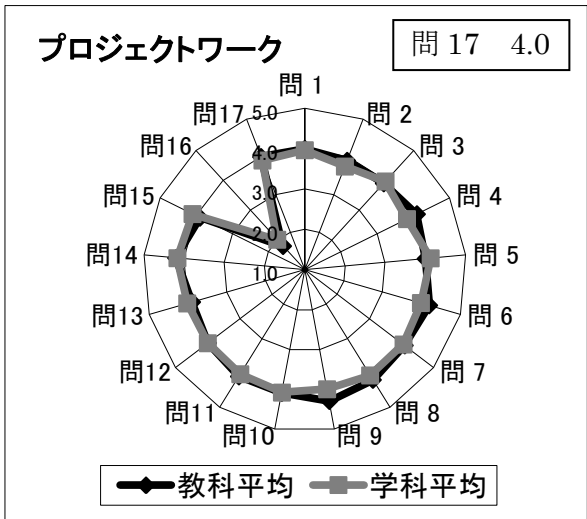 プロジェクトワーク
問 17 4.0
問 1
問 2
問 3
問 4
問 5
問 6
問 7
問 8
問 9
問10
問11
問12
問13
問14
問15
問16
問17
5.0
4.0
3.0
2.0
1.0
教科平均 学科平均